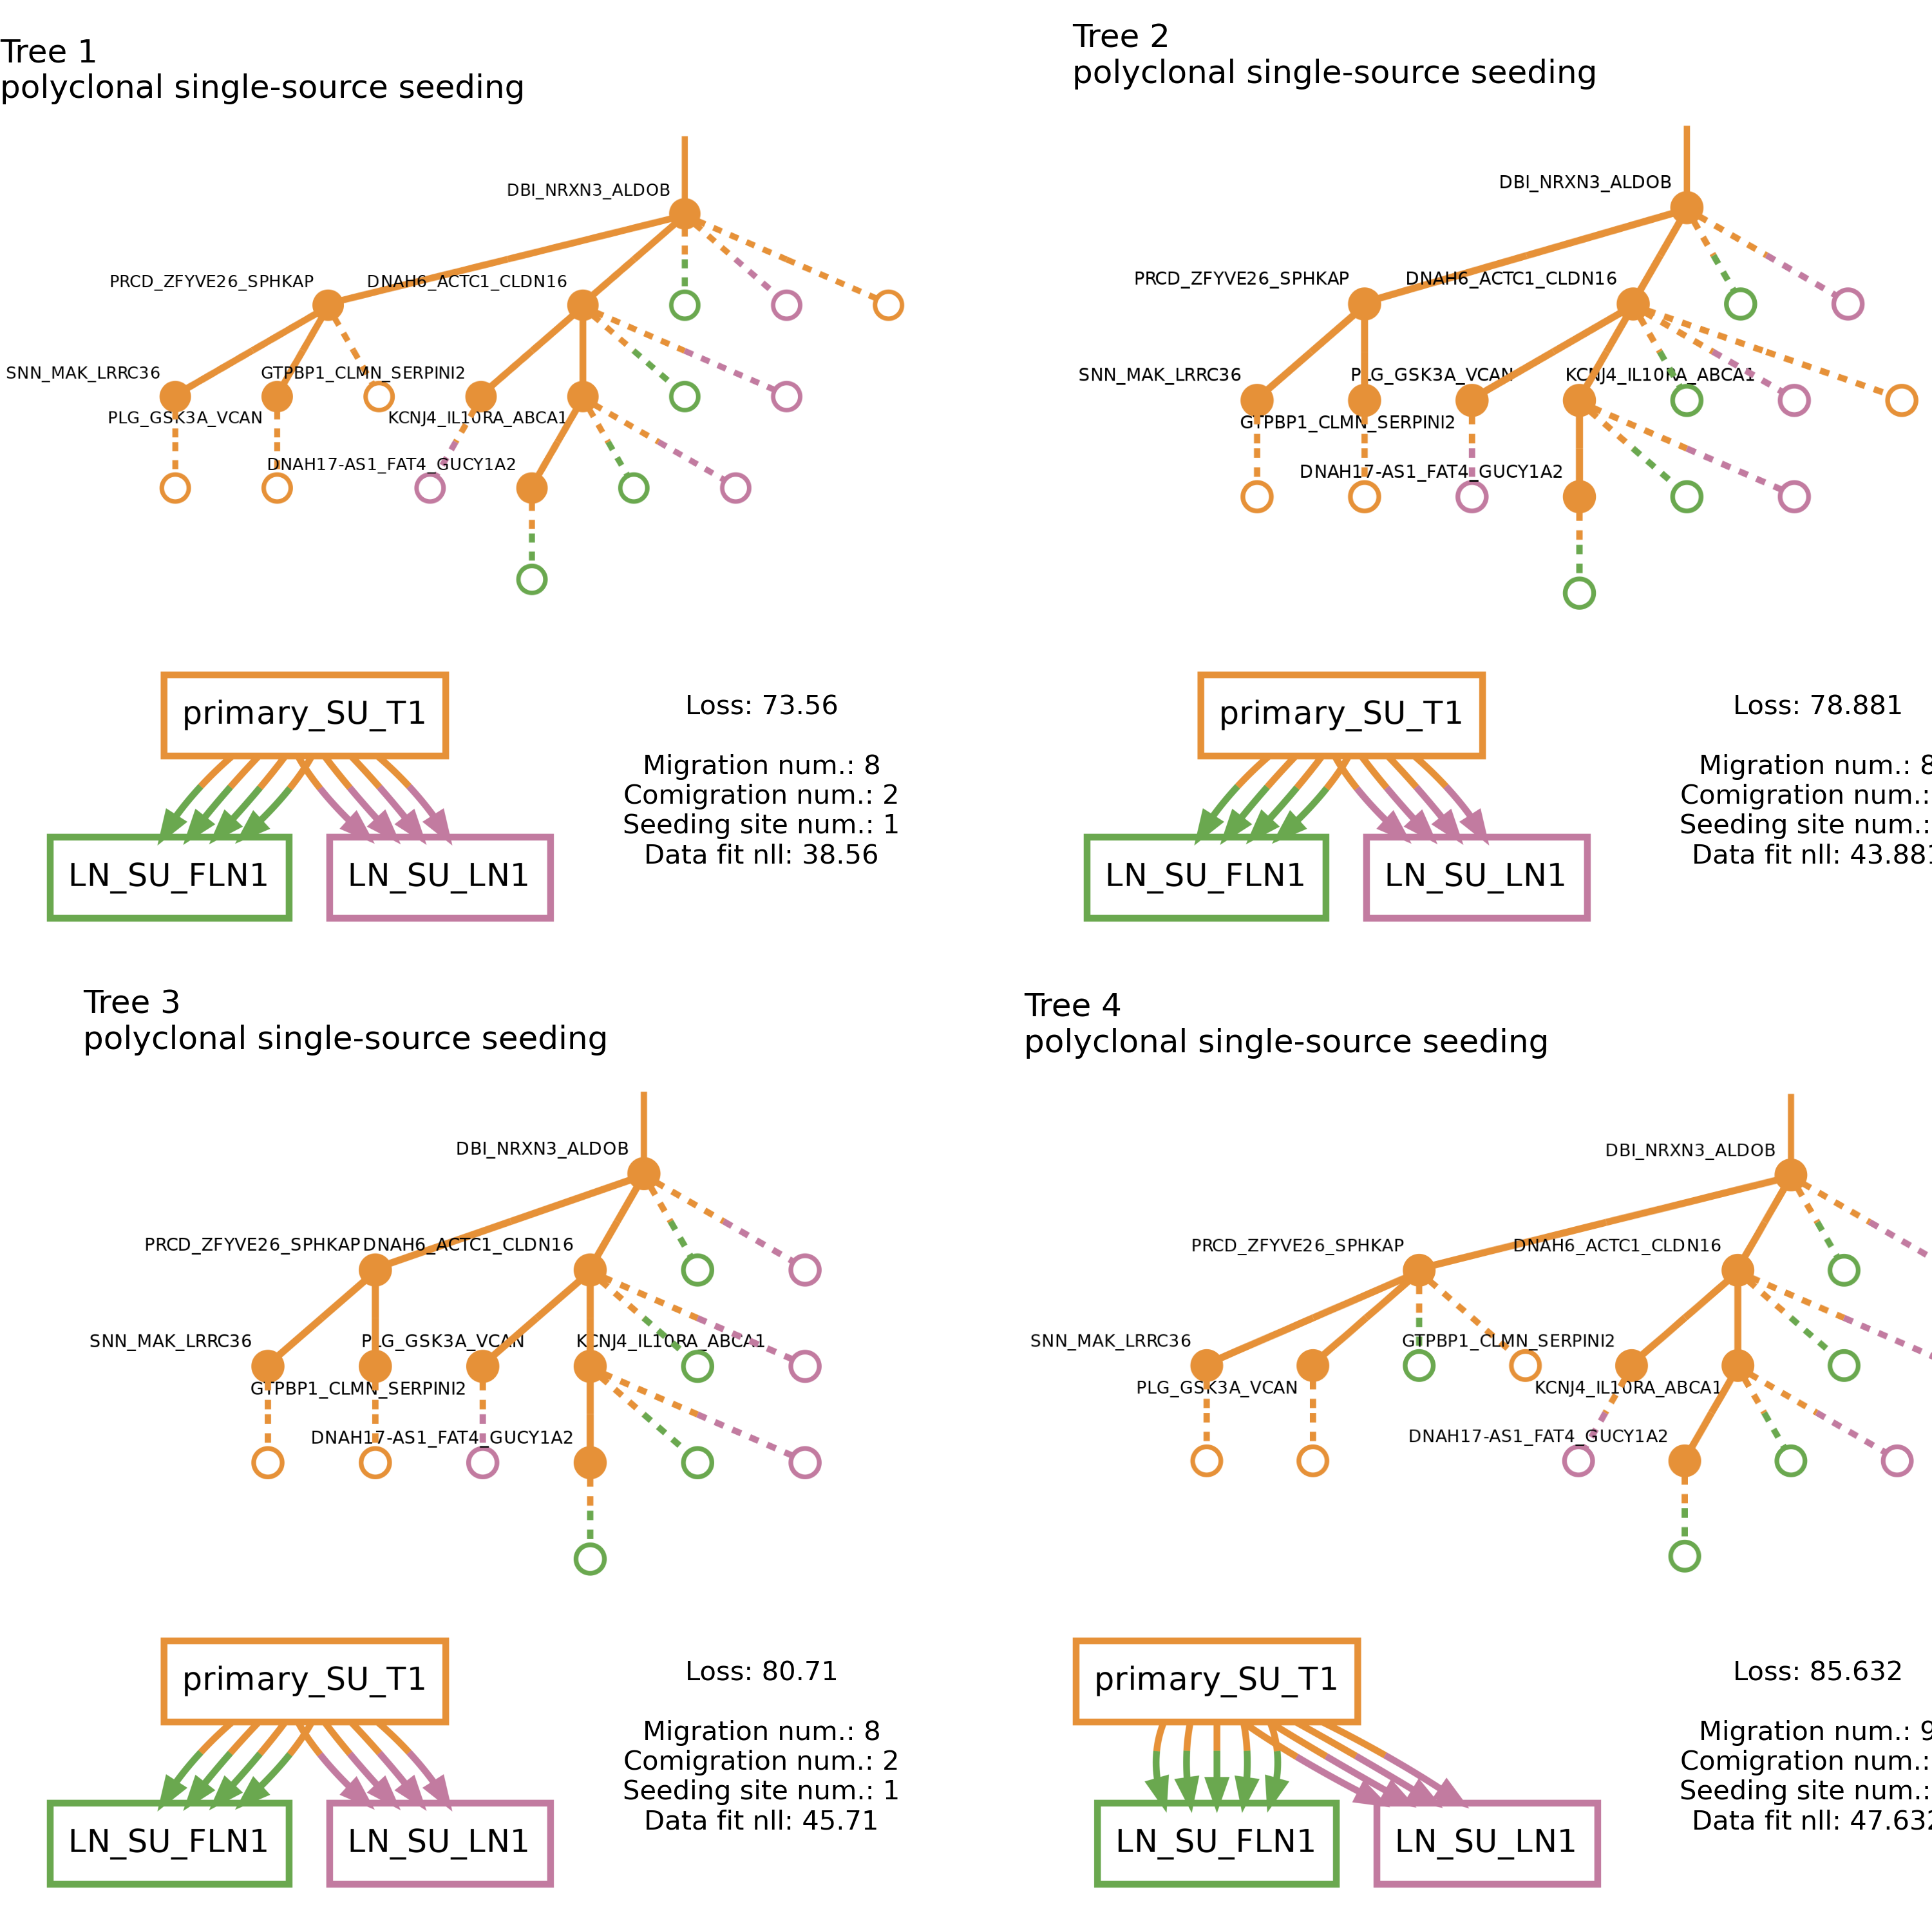 Tree 1
polyclonal single-source seeding
DBI_NRXN3_ALDOB
PRCD_ZFYVE26_SPHKAP
DNAH6_ACTC1_CLDN16
SNN_MAK_LRRC36
GTPBP1_CLMN_SERPINI2
PLG_GSK3A_VCAN
KCNJ4_IL10RA_ABCA1
DNAH17-AS1_FAT4_GUCY1A2
primary_SU_T1
LN_SU_FLN1
LN_SU_LN1
Loss: 73.56
Migration num.: 8
Comigration num.: 2
Seeding site num.: 1
Data fit nll: 38.56
Tree 2
polyclonal single-source seeding
DBI_NRXN3_ALDOB
PRCD_ZFYVE26_SPHKAP
DNAH6_ACTC1_CLDN16
SNN_MAK_LRRC36
PLG_GSK3A_VCAN
KCNJ4_IL10RA_ABCA1
GTPBP1_CLMN_SERPINI2
DNAH17-AS1_FAT4_GUCY1A2
primary_SU_T1
LN_SU_FLN1
LN_SU_LN1
Loss: 78.881
Migration num.: 8
Comigration num.:
Seeding site num.:
Data fit nll: 43.881
Tree 3
polyclonal single-source seeding
DBI_NRXN3_ALDOB
PRCD_ZFYVE26_SPHKAP
DNAH6_ACTC1_CLDN16
SNN_MAK_LRRC36
PLG_GSK3A_VCAN
KCNJ4_IL10RA_ABCA1
GTPBP1_CLMN_SERPINI2
DNAH17-AS1_FAT4_GUCY1A2
primary_SU_T1
LN_SU_FLN1
LN_SU_LN1
Loss: 80.71
Migration num.: 8
Comigration num.: 2
Seeding site num.: 1
Data fit nll: 45.71
Tree 4
polyclonal single-source seeding
DBI_NRXN3_ALDOB
PRCD_ZFYVE26_SPHKAP
DNAH6_ACTC1_CLDN16
SNN_MAK_LRRC36
GTPBP1_CLMN_SERPINI2
PLG_GSK3A_VCAN
KCNJ4_IL10RA_ABCA1
DNAH17-AS1_FAT4_GUCY1A2
primary_SU_T1
LN_SU_FLN1
LN_SU_LN1
Loss: 85.632
Migration num.: 9
Comigration num.:
Seeding site num.:
Data fit nll: 47.632